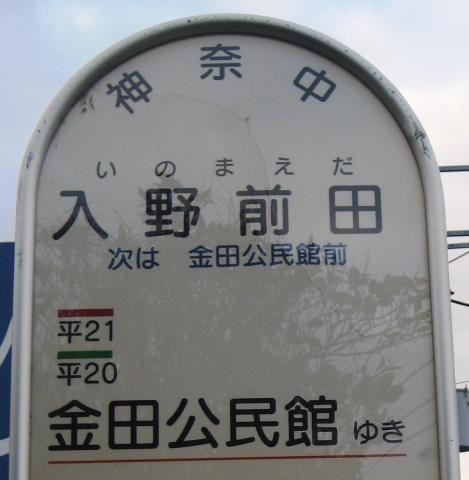 神奈中
いのまえだ
入野前田
次は 金田公民館前
平21
平20
金田公民館 ゆき